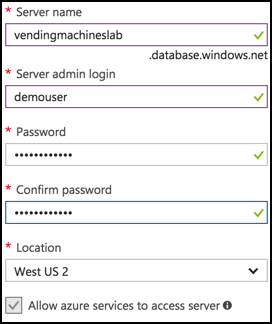 * Server name
vendingmachineslab
.database.windows.net
* Server admin login
demouser
* Password
••••••••••••
* Confirm password
••••••••••••
* Location
West US 2
Allow azure services to access server